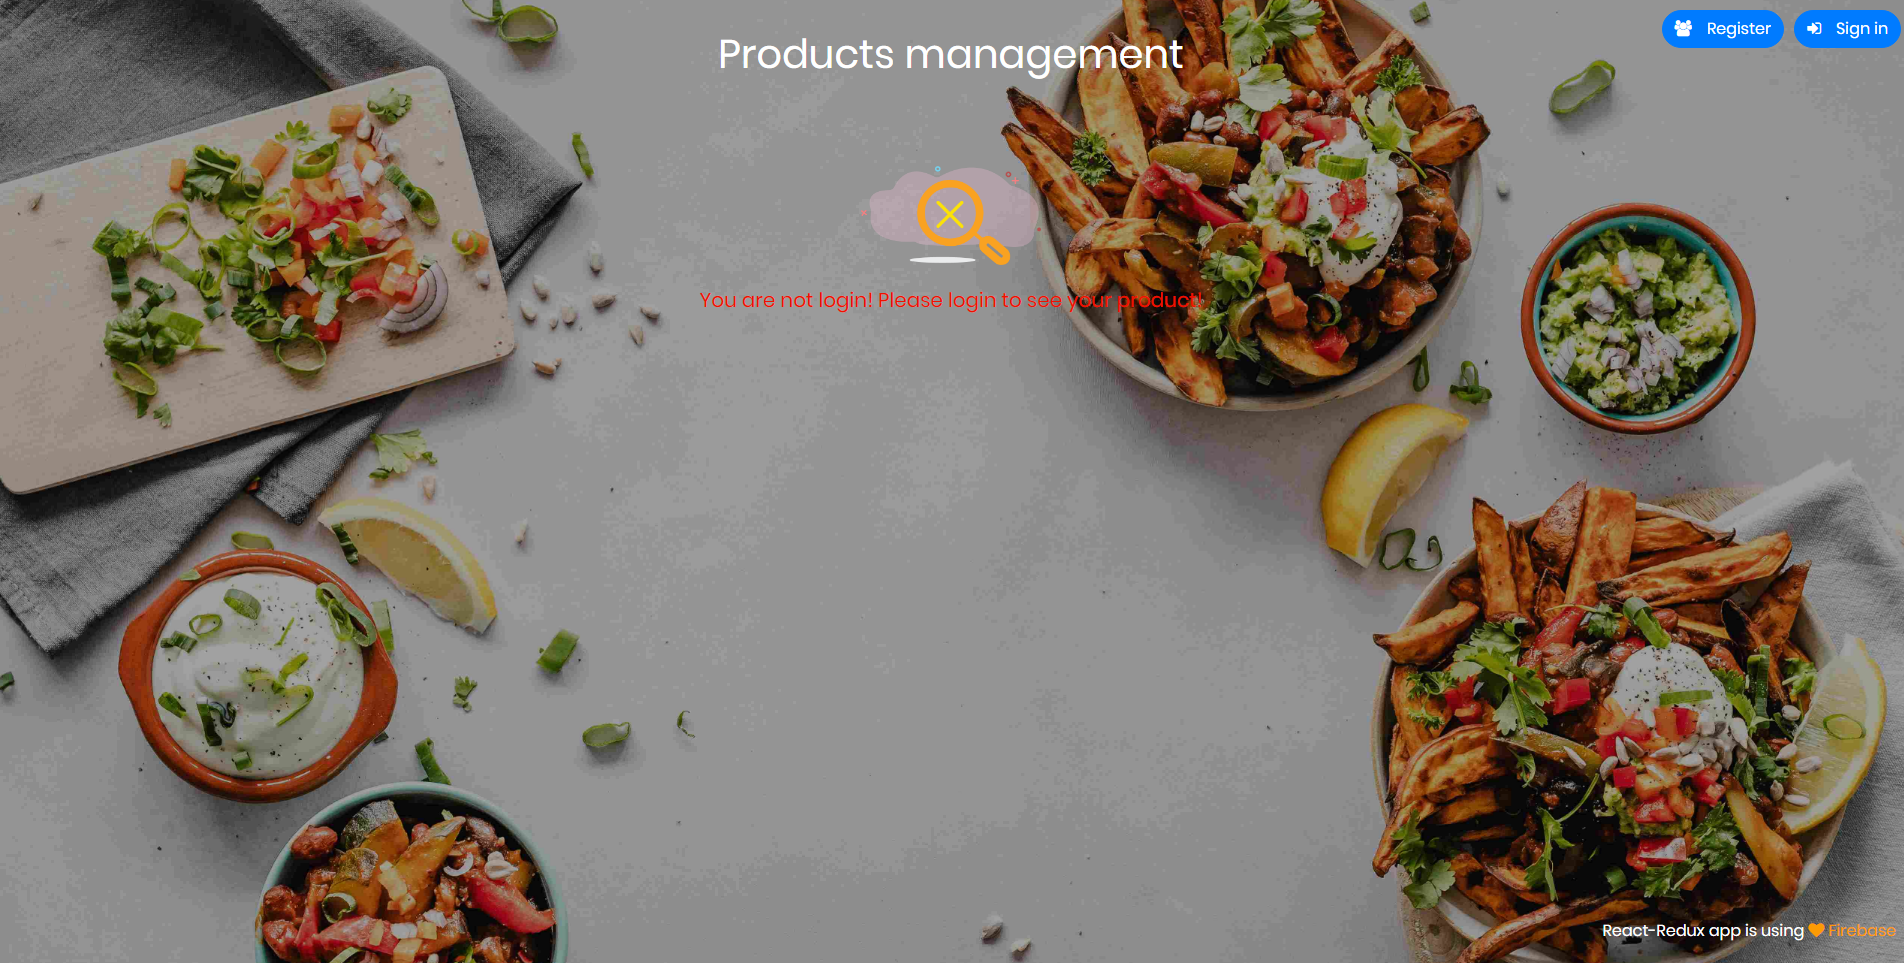 Register
Sign in
Products management
You are not login! Please login to see your product!
React-Redux app is using 🧡 Firebase